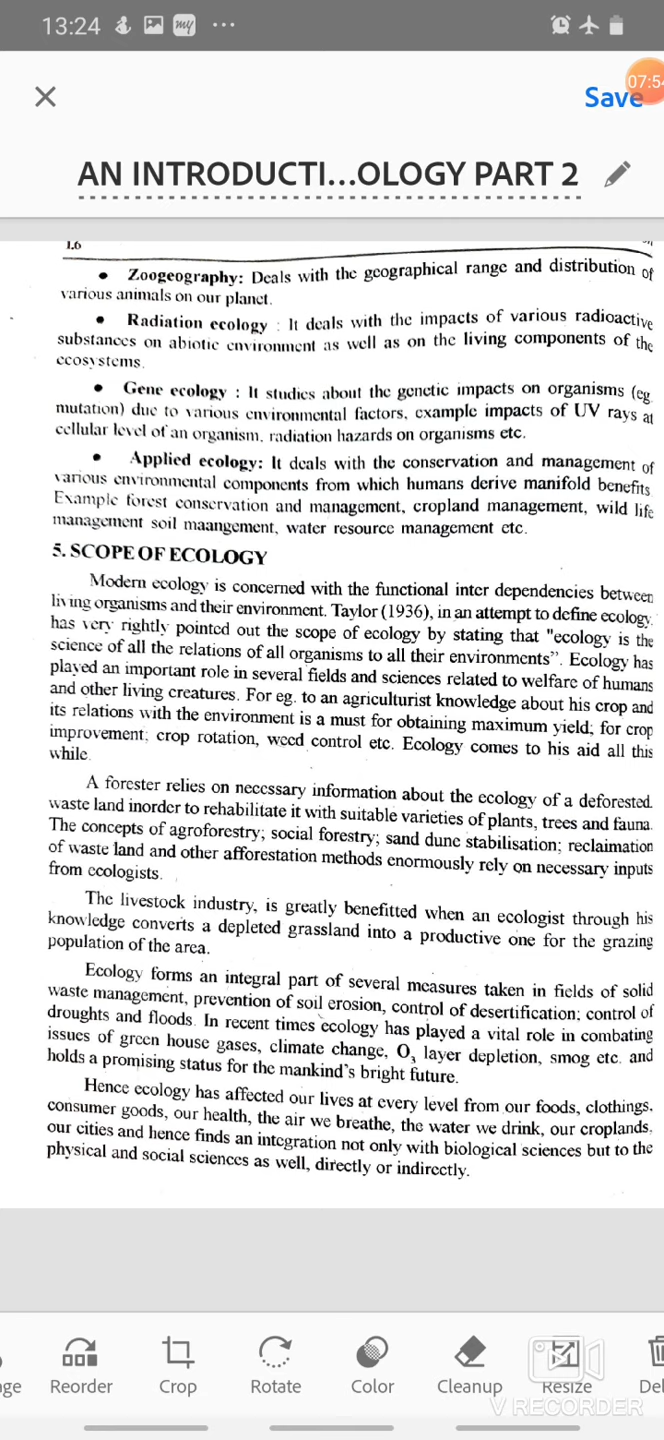 13:24 my ...
07:54
Save
AN INTRODUCTI...OLOGY PART 2
1.6
• Zoogeography: Deals with the geographical range and distribution of
various animals on our planet.
• Radiation ecology : It deals with the impacts of various radioactive
substances on abiotic environment as well as on the living components of the
ecosystems.
• Gene ecology : It studies about the genetic impacts on organisms (eg.
mutation) due to various environmental factors, example impacts of UV rays at
cellular level of an organism, radiation hazards on organisms etc.
• Applied ecology: It deals with the conservation and management of
various environmental components from which humans derive manifold benefits
Example forest conservation and management, cropland management, wild life
management soil maangement, water resource management etc.
5. SCOPE OF ECOLOGY
Modern ecology is concerned with the functional inter dependencies between
living organisms and their environment. Taylor (1936), in an attempt to define ecology,
has very rightly pointed out the scope of ecology by stating that "ecology is the
science of all the relations of all organisms to all their environments”. Ecology has
played an important role in several fields and sciences related to welfare of humans
and other living creatures. For eg. to an agriculturist knowledge about his crop and
its relations with the environment is a must for obtaining maximum yield; for crop
improvement; crop rotation, weed control etc. Ecology comes to his aid all this
while.
A forester relies on necessary information about the ecology of a deforested
waste land inorder to rehabilitate it with suitable varieties of plants, trees and fauna.
The concepts of agroforestry; social forestry; sand dune stabilisation; reclaimation
of waste land and other afforestation methods enormously rely on necessary inputs
from ecologists.
The livestock industry, is greatly benefitted when an ecologist through his
knowledge converts a depleted grassland into a productive one for the grazing
population of the area.
Ecology forms an integral part of several measures taken in fields of solid
waste management, prevention of soil erosion, control of desertification; control of
droughts and floods. In recent times ecology has played a vital role in combating
issues of green house gases, climate change, O₃ layer depletion, smog etc. and
holds a promising status for the mankind's bright future.
Hence ecology has affected our lives at every level from our foods, clothings,
consumer goods, our health, the air we breathe, the water we drink, our croplands,
our cities and hence finds an integration not only with biological sciences but to the
physical and social sciences as well, directly or indirectly.
ge Reorder Crop Rotate Color Cleanup Resize Del
V RECORDER